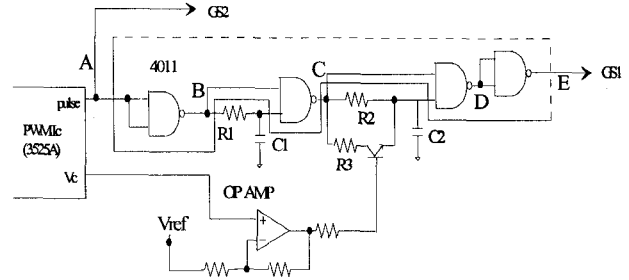 GS2
A
4011
B
C
D
E
GS1
pulse
PWMIc
(3525A)
Vc
R1
C1
R2
C2
R3
OP AMP
Vref
+
−